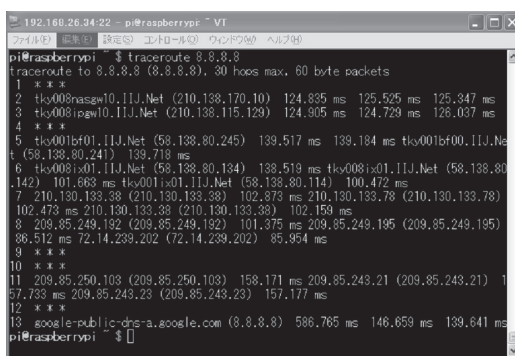 192.168.26.34:22 - pi@raspberrypi: ~ VT
ファイル(F) 編集(E) 設定(S) コントロール(O) ウィンドウ(W) ヘルプ(H)
pi@raspberrypi ~ $ traceroute 8.8.8.8
traceroute to 8.8.8.8 (8.8.8.8), 30 hops max, 60 byte packets
1 * * *
2 tky008nasgw10.IIJ.Net (210.138.170.10) 124.835 ms 125.525 ms 125.347 ms
3 tky008ipgw10.IIJ.Net (210.138.115.129) 124.905 ms 124.729 ms 126.037 ms
4 * * *
5 tky001bf01.IIJ.Net (58.138.80.245) 139.517 ms 139.184 ms tky001bf00.IIJ.Ne
t (58.138.80.241) 139.718 ms
6 tky008ix01.IIJ.Net (58.138.80.134) 138.519 ms tky008ix01.IIJ.Net (58.138.80
.142) 101.663 ms tky001ix01.IIJ.Net (58.138.80.114) 100.472 ms
7 210.130.133.38 (210.130.133.38) 102.873 ms 210.130.133.78 (210.130.133.78)
102.473 ms 210.130.133.38 (210.130.133.38) 102.159 ms
8 209.85.249.192 (209.85.249.192) 101.375 ms 209.85.249.195 (209.85.249.195)
86.512 ms 72.14.239.202 (72.14.239.202) 85.954 ms
9 * * *
10 * * *
11 209.85.250.103 (209.85.250.103) 158.171 ms 209.85.243.21 (209.85.243.21) 1
57.733 ms 209.85.243.23 (209.85.243.23) 157.177 ms
12 * * *
13 google-public-dns-a.google.com (8.8.8.8) 586.765 ms 146.659 ms 139.641 ms
pi@raspberrypi ~ $